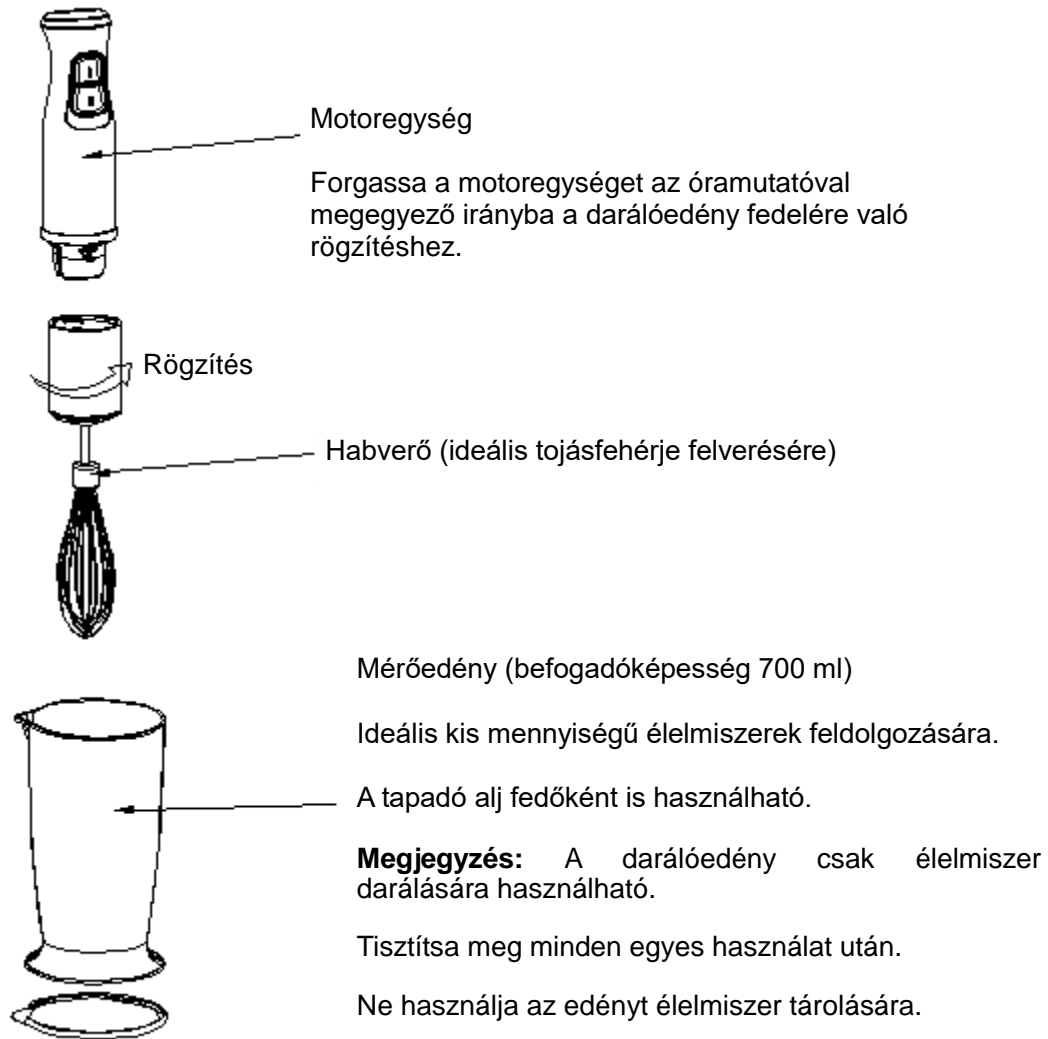 Motoregység
Forgassa a motoregységet az óramutatóval
megegyező irányba a darálóedény fedelére való
rögzítéshez.
Rögzítés
Habverő (ideális tojásfehérje felverésére)
Mérőedény (befogadóképesség 700 ml)
Ideális kis mennyiségű élelmiszerek feldolgozására.
A tapadó alj fedőként is használható.
Megjegyzés: A darálóedény csak élelmiszer
darálására használható.
Tisztítsa meg minden egyes használat után.
Ne használja az edényt élelmiszer tárolására.